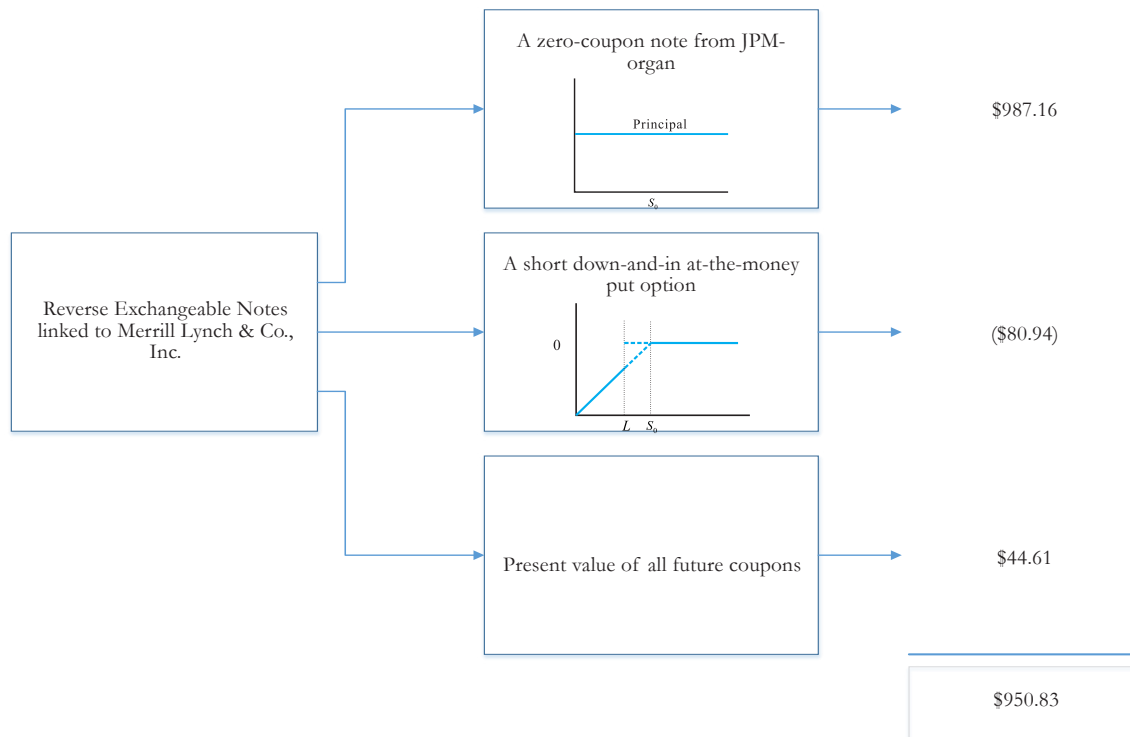 A zero-coupon note from JPM-
organ
Principal
S₀
$987.16
Reverse Exchangeable Notes
linked to Merrill Lynch & Co.,
Inc.
A short down-and-in at-the-money
put option
0
L S₀
($80.94)
Present value of all future coupons
$44.61
$950.83